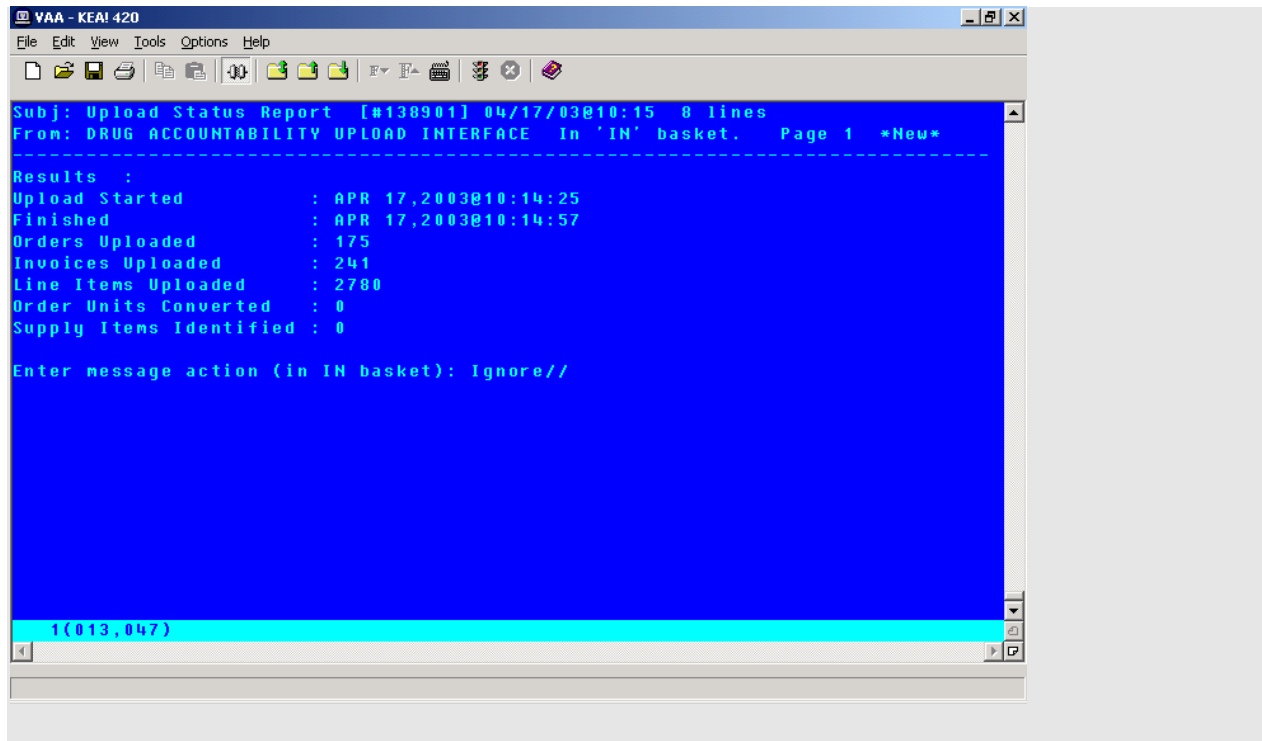 VAA - KEA! 420
File Edit View Tools Options Help
Subj: Upload Status Report [#138901] 04/17/03@10:15 8 lines
From: DRUG ACCOUNTABILITY UPLOAD INTERFACE In 'IN' basket. Page 1 *New*
-------------------------------------------------------------------------------
Results :
Upload Started : APR 17,2003@10:14:25
Finished : APR 17,2003@10:14:57
Orders Uploaded : 175
Invoices Uploaded : 241
Line Items Uploaded : 2780
Order Units Converted : 0
Supply Items Identified : 0
Enter message action (in IN basket): Ignore//
1(013,047)